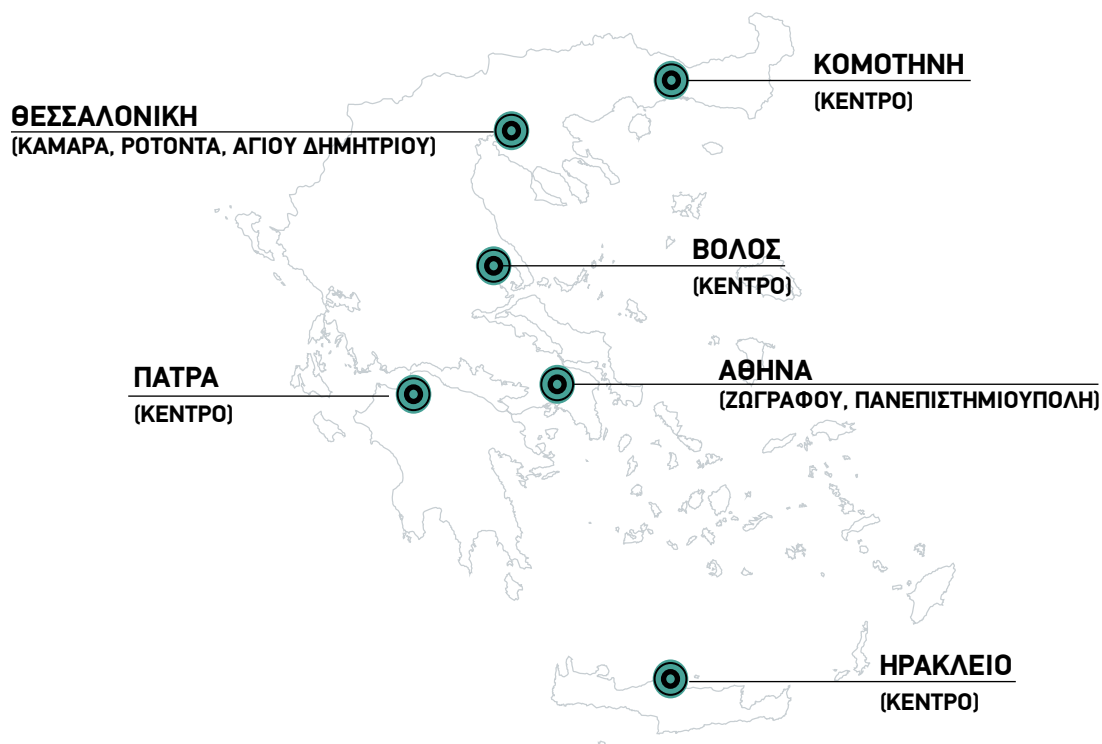 ΚΟΜΟΤΗΝΗ
(ΚΕΝΤΡΟ)
ΘΕΣΣΑΛΟΝΙΚΗ
(ΚΑΜΑΡΑ, ΡΟΤΟΝΤΑ, ΑΓΙΟΥ ΔΗΜΗΤΡΙΟΥ)
ΒΟΛΟΣ
(ΚΕΝΤΡΟ)
ΠΑΤΡΑ
(ΚΕΝΤΡΟ)
ΑΘΗΝΑ
(ΖΩΓΡΑΦΟΥ, ΠΑΝΕΠΙΣΤΗΜΙΟΥΠΟΛΗ)
ΗΡΑΚΛΕΙΟ
(ΚΕΝΤΡΟ)